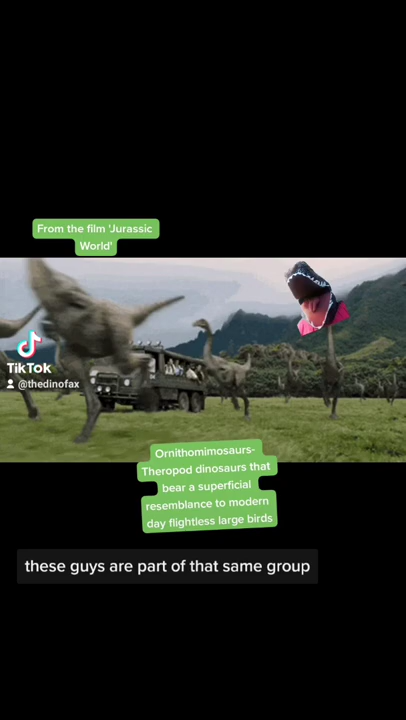 From the film 'Jurassic
World'
TikTok
@thedinofax
Ornithomimosaurs-
Theropod dinosaurs that
bear a superficial
resemblance to modern
day flightless large birds
these guys are part of that same group